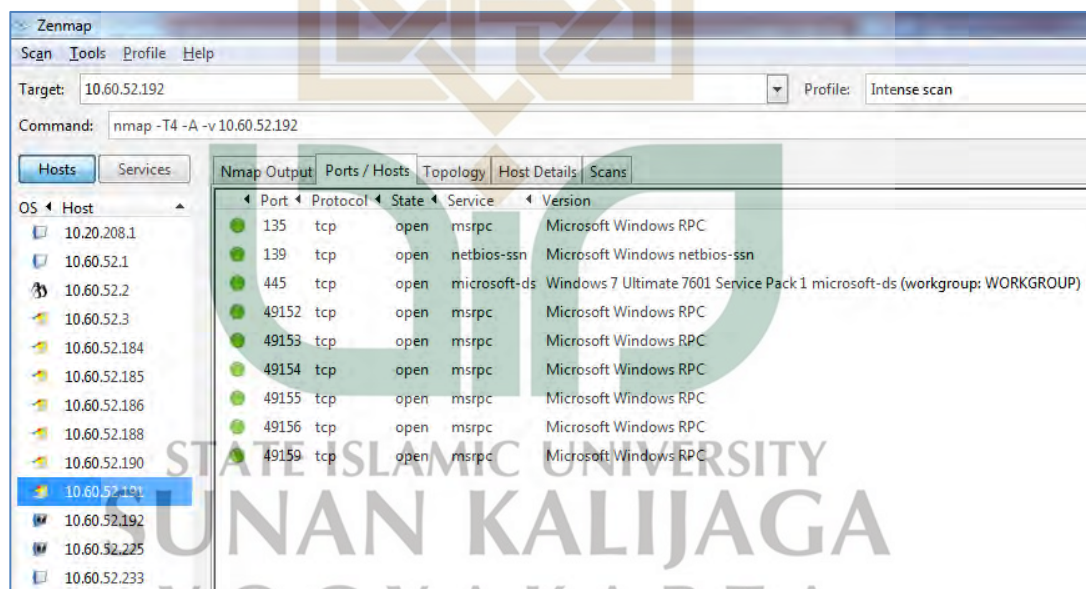 Zenmap
Scan Tools Profile Help
Target: 10.60.52.192 Profile: Intense scan
Command: nmap -T4 -A -v 10.60.52.192
Hosts Services
Nmap Output Ports / Hosts Topology Host Details Scans
OS Host
10.20.208.1
10.60.52.1
10.60.52.2
10.60.52.3
10.60.52.184
10.60.52.185
10.60.52.186
10.60.52.188
10.60.52.190
10.60.52.191
10.60.52.192
10.60.52.225
10.60.52.233
Port Protocol State Service Version
135 tcp open msrpc Microsoft Windows RPC
139 tcp open netbios-ssn Microsoft Windows netbios-ssn
445 tcp open microsoft-ds Windows 7 Ultimate 7601 Service Pack 1 microsoft-ds (workgroup: WORKGROUP)
49152 tcp open msrpc Microsoft Windows RPC
49153 tcp open msrpc Microsoft Windows RPC
49154 tcp open msrpc Microsoft Windows RPC
49155 tcp open msrpc Microsoft Windows RPC
49156 tcp open msrpc Microsoft Windows RPC
49159 tcp open msrpc Microsoft Windows RPC
STATE ISLAMIC UNIVERSITY
SUNAN KALIJAGA
YOGYAKARTA